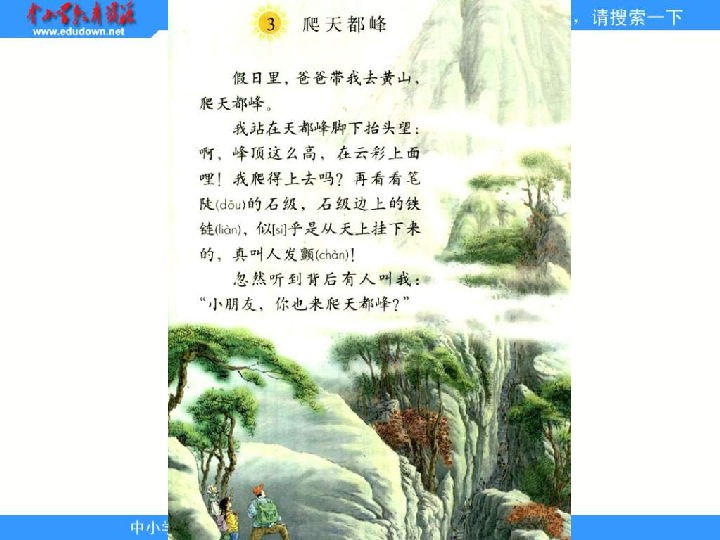 中小学教育资源
www.edudown.net
，请搜索一下
3 爬天都峰
假日里，爸爸带我去黄山，
爬天都峰。
我站在天都峰脚下抬头望：
啊，峰顶这么高，在云彩上面
哩！我爬得上去吗？再看看笔
陡(dǒu)的石级，石级边上的铁
链(liàn)，似[sì]乎是从天上挂下来
的，真叫人发颤(chàn)！
忽然听到背后有人叫我：
“小朋友，你也来爬天都峰？”
中小学